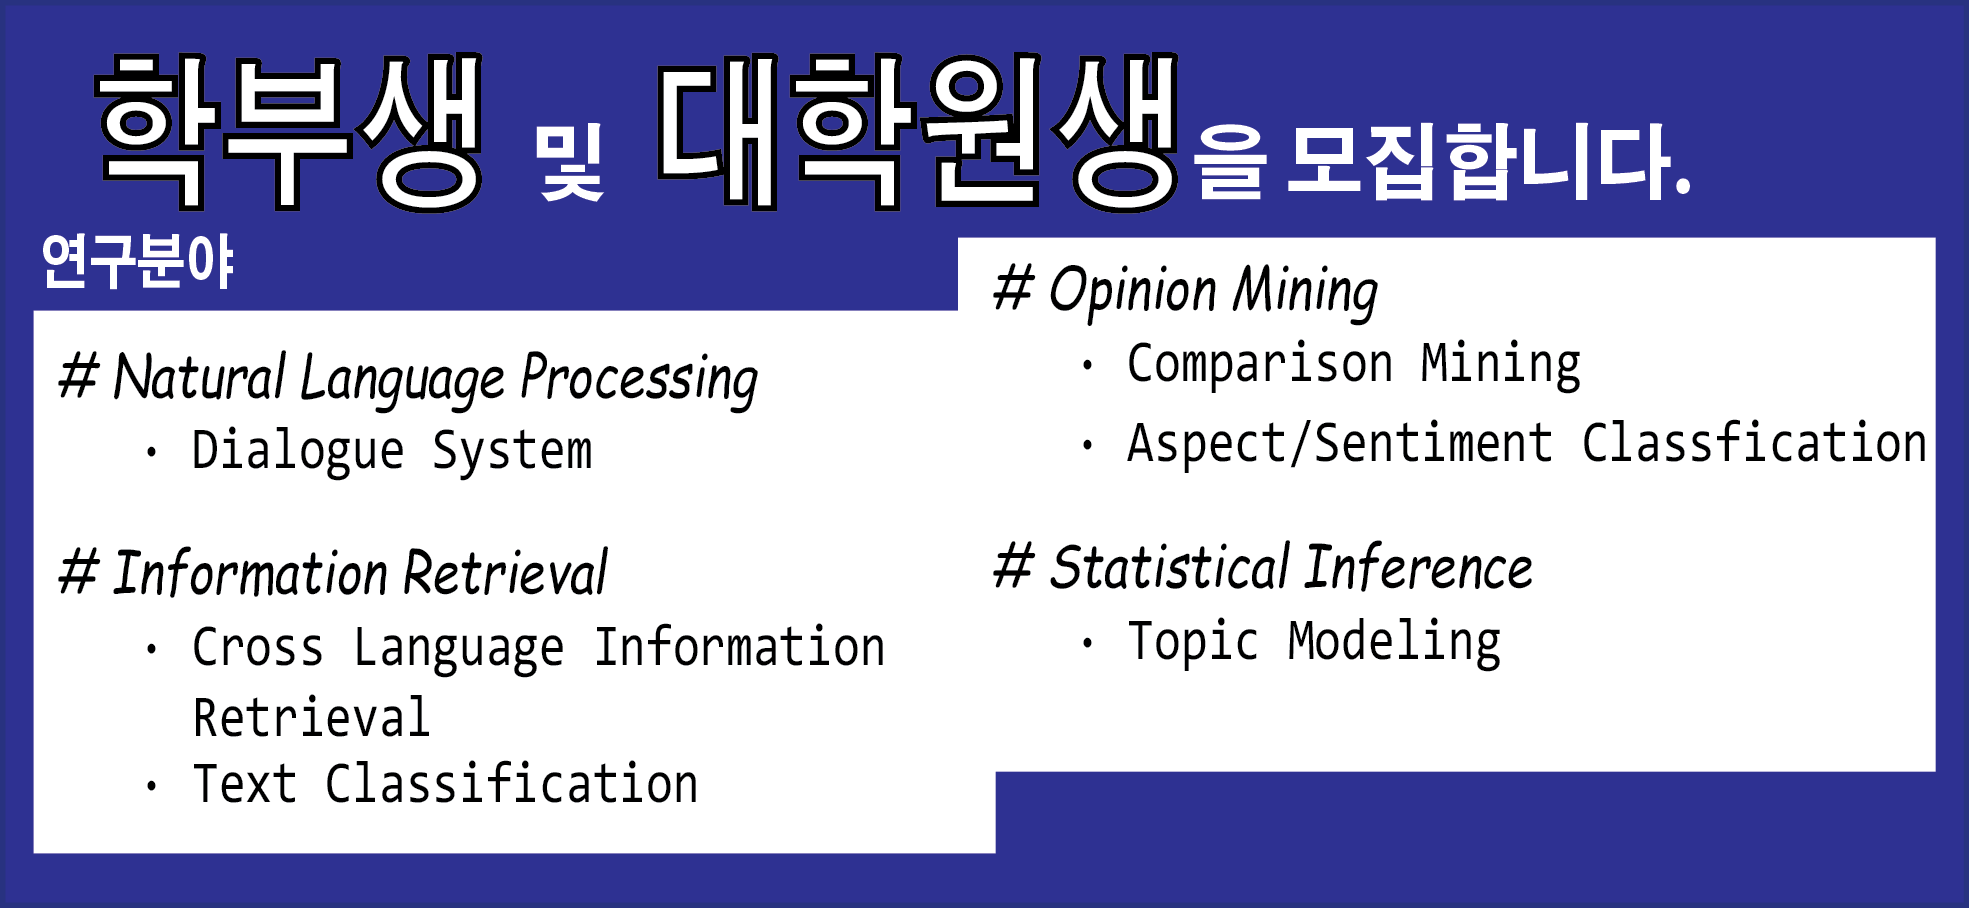 학부생 및 대학원생을 모집합니다.
연구분야
# Natural Language Processing
· Dialogue System
# Information Retrieval
· Cross Language Information
Retrieval
· Text Classification
# Opinion Mining
· Comparison Mining
· Aspect/Sentiment Classfication
# Statistical Inference
· Topic Modeling